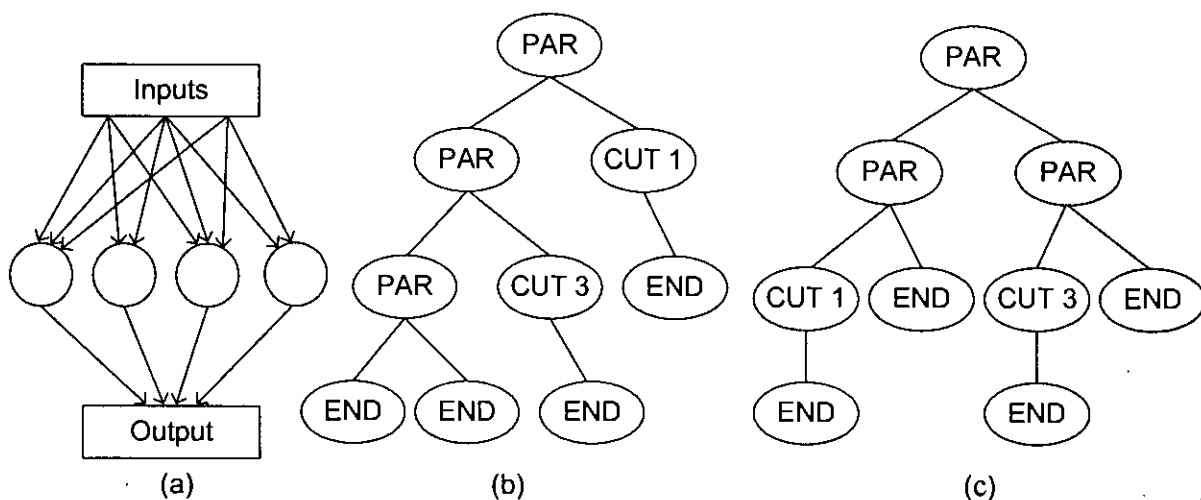 Inputs
Output
(a)
PAR
PAR CUT 1
PAR CUT 3 END
END END END
(b)
PAR
PAR PAR
CUT 1 END CUT 3 END
END END
(c)